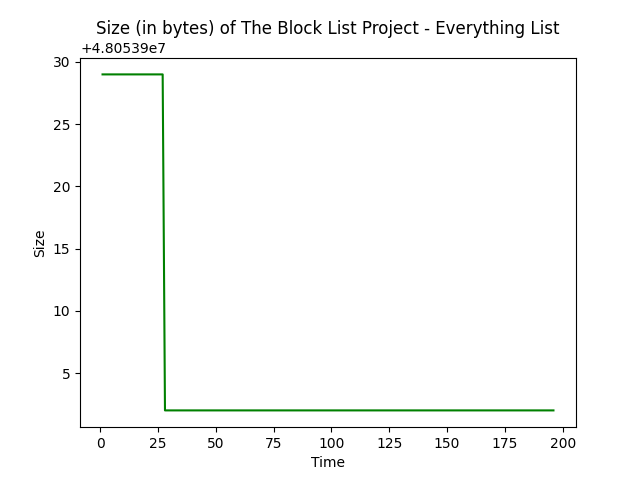 Size (in bytes) of The Block List Project - Everything List
+4.80539e7
30
25
20
15
10
5
Size
0 25 50 75 100 125 150 175 200
Time